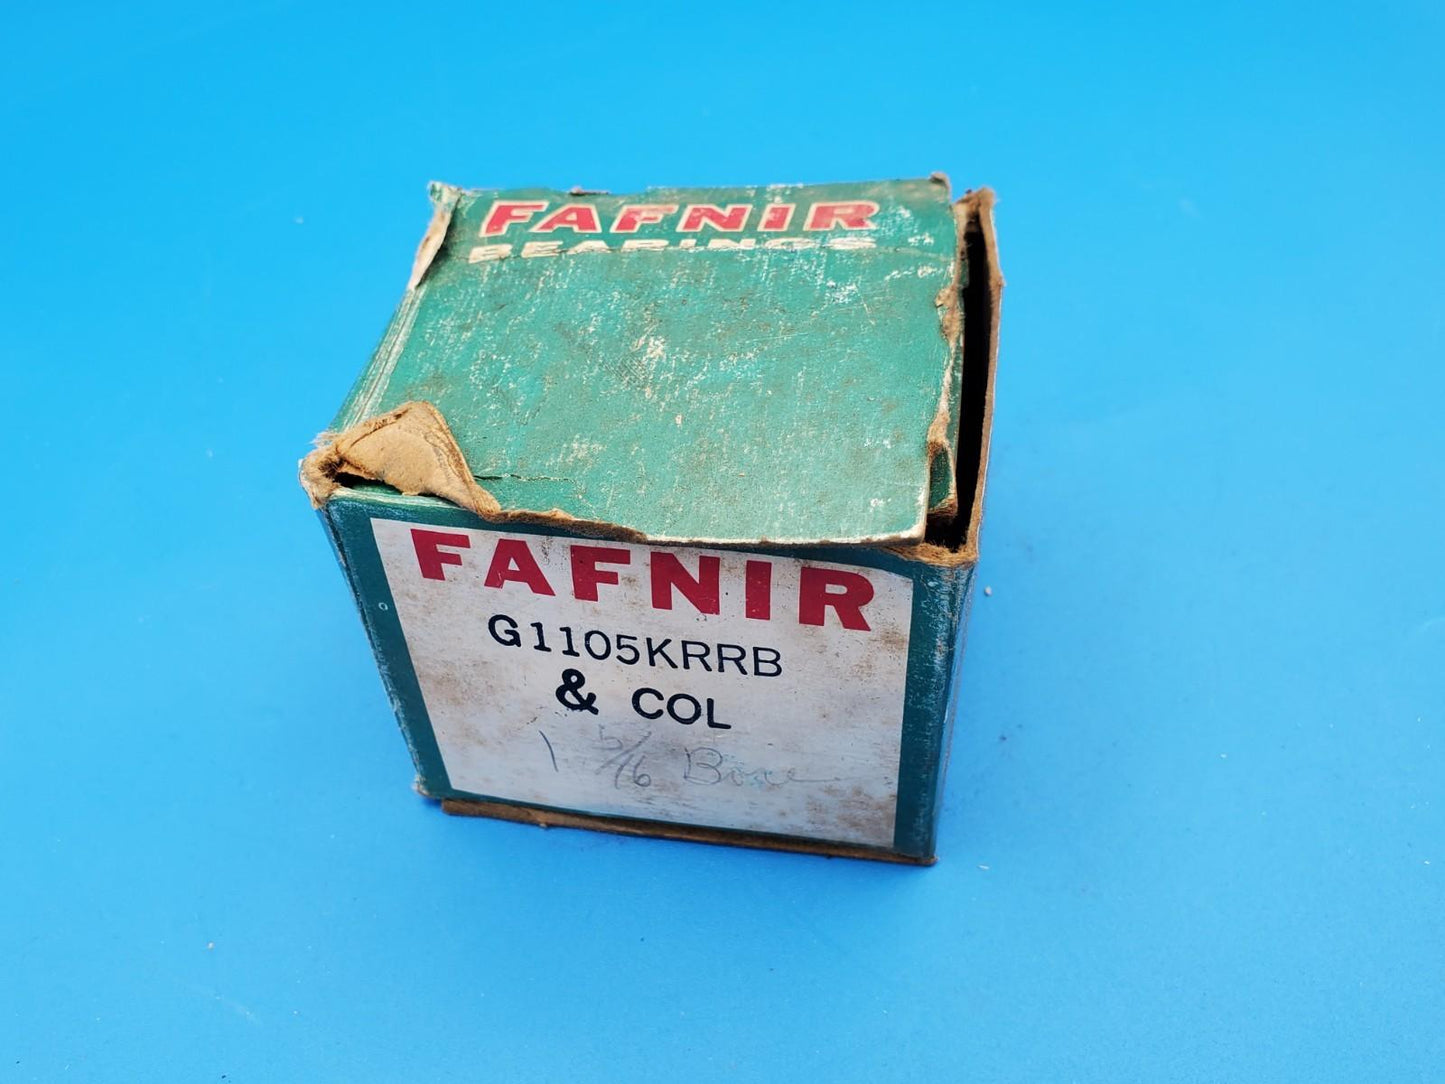 FAFNIR
BEARINGS
FAFNIR
G1105KRRB
& COL
1 5/16 Bore